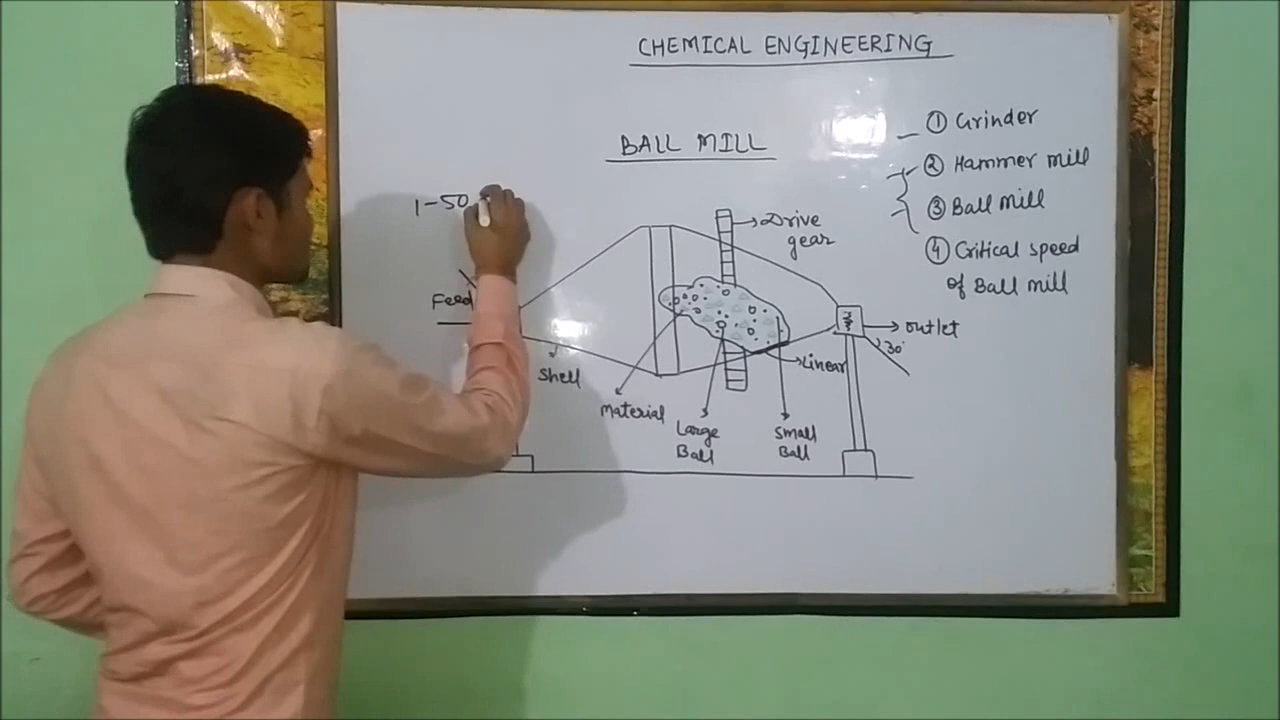 CHEMICAL ENGINEERING
BALL MILL
① Grinder
② Hammer mill
③ Ball mill
④ Critical speed
of Ball mill
1-50
Drive
gear
Feed
outlet
30°
Linear
Shell
Material
Large
Ball
Small
Ball